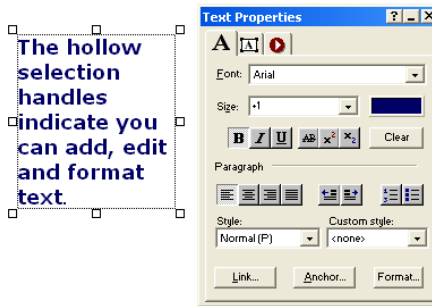 The hollow
selection
handles
indicate you
can add, edit
and format
text.
Text Properties
A A
Font: Arial
Size: +1
B I U AB x² x₂ Clear
Paragraph
Style: Custom style:
Normal (P) <none>
Link... Anchor... Format...